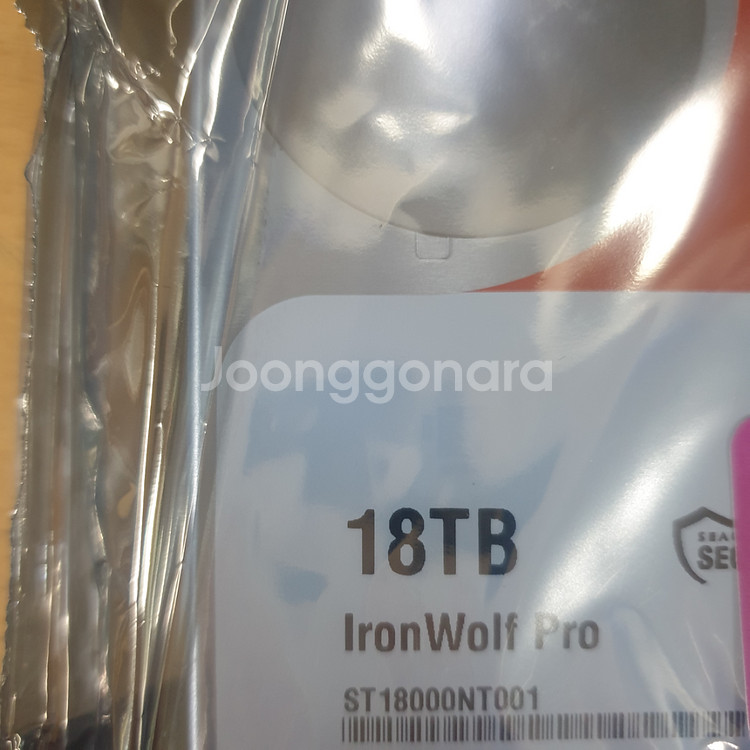 Joonggonara
18TB
IronWolf Pro
ST18000NT001